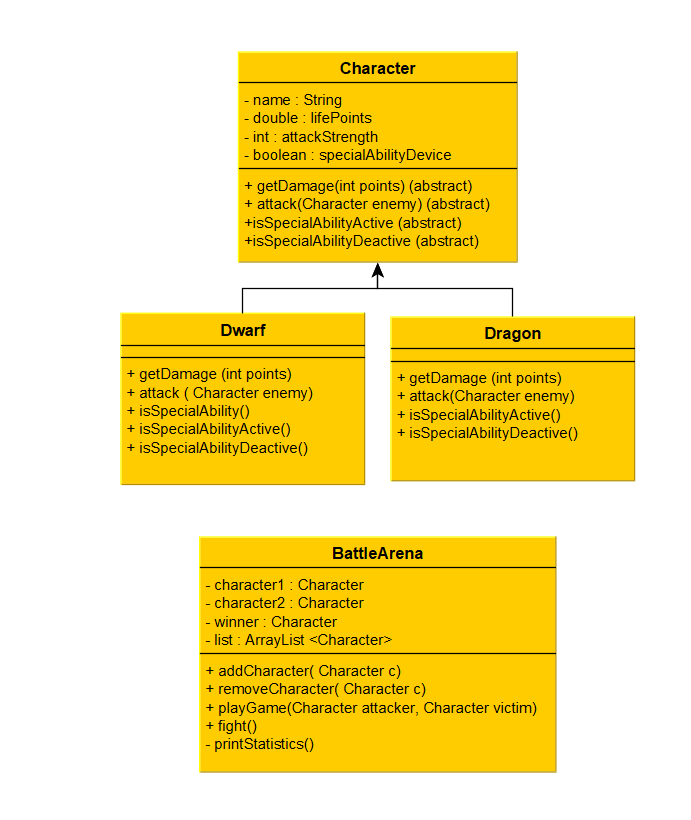 Character
- name : String
- double : lifePoints
- int : attackStrength
- boolean : specialAbilityDevice
+ getDamage(int points) (abstract)
+ attack(Character enemy) (abstract)
+isSpecialAbilityActive (abstract)
+isSpecialAbilityDeactive (abstract)
Dwarf
+ getDamage (int points)
+ attack ( Character enemy)
+ isSpecialAbility()
+ isSpecialAbilityActive()
+ isSpecialAbilityDeactive()
Dragon
+ getDamage (int points)
+ attack(Character enemy)
+ isSpecialAbilityActive()
+ isSpecialAbilityDeactive()
BattleArena
- character1 : Character
- character2 : Character
- winner : Character
- list : ArrayList <Character>
+ addCharacter( Character c)
+ removeCharacter( Character c)
+ playGame(Character attacker, Character victim)
+ fight()
- printStatistics()